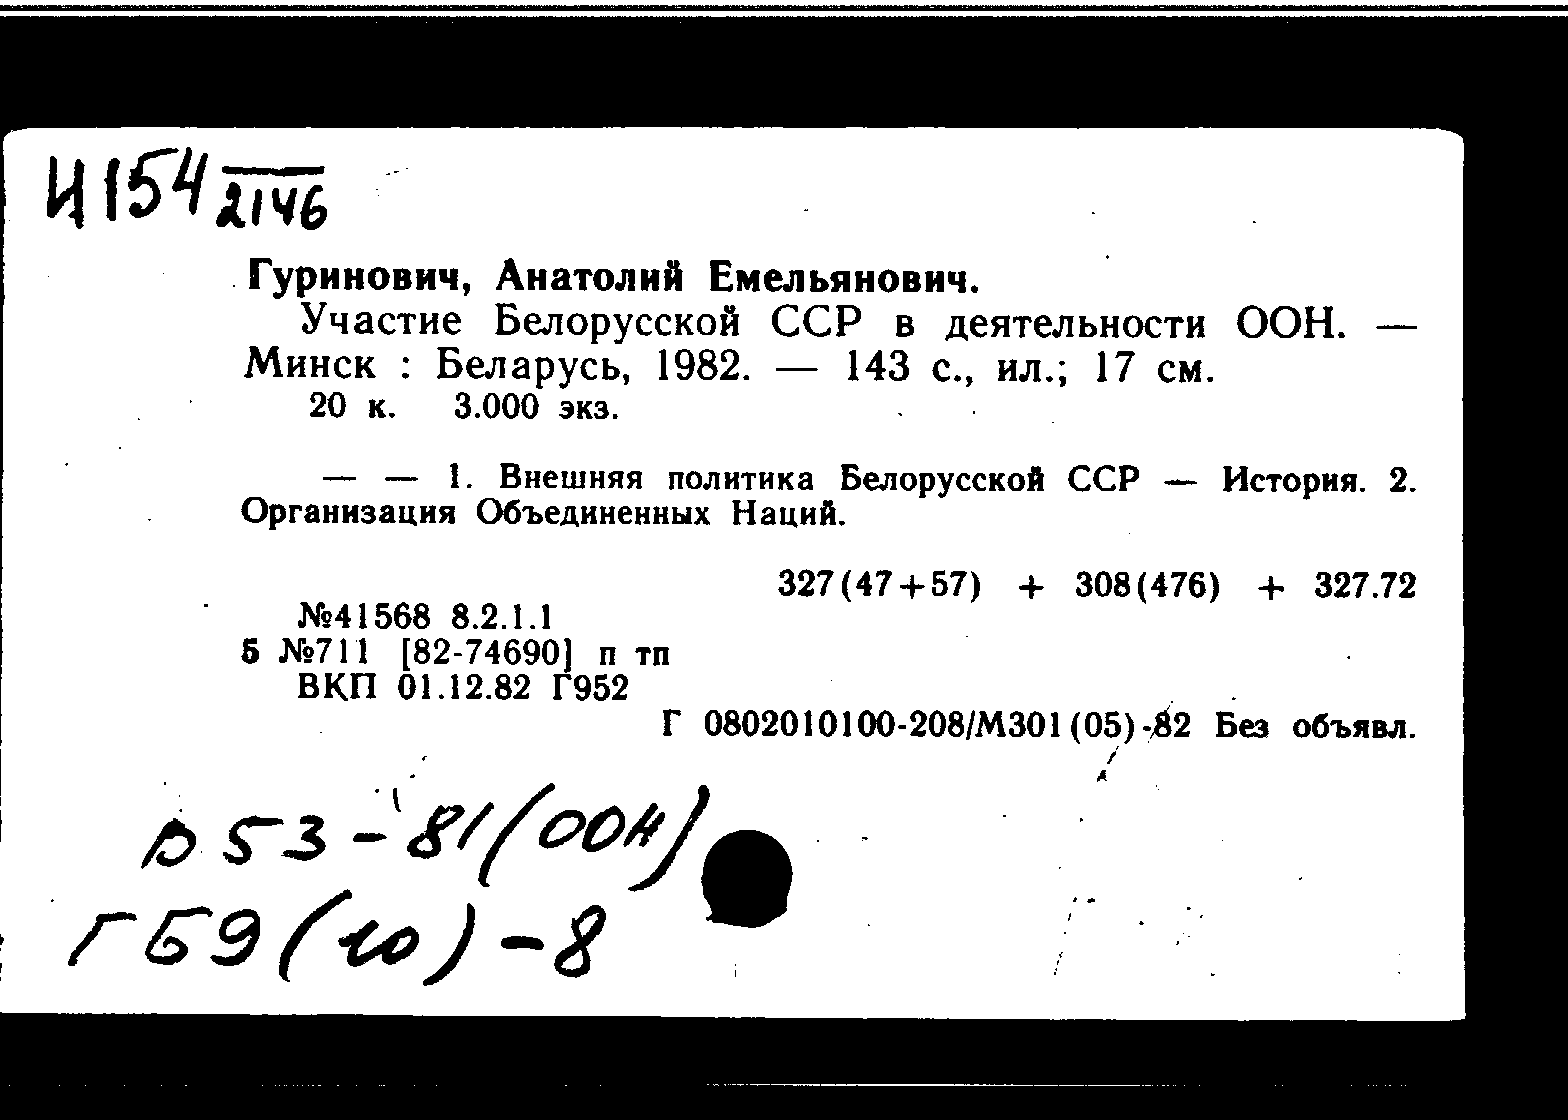 Ц154
2146
Гуринович, Анатолий Емельянович.
Участие Белорусской ССР в деятельности ООН. —
Минск : Беларусь, 1982. — 143 с., ил.; 17 см.
20 к. 3.000 экз.
— — 1. Внешняя политика Белорусской ССР — История. 2.
Организация Объединенных Наций.
327(47+57) + 308(476) + 327.72
№41568 8.2.1.1
5 №711 [82-74690] п тп
ВКП 01.12.82 Г952
Г 0802010100-208/М301(05)-82 Без объявл.
В53-81(ООН)
Г69(10)-8